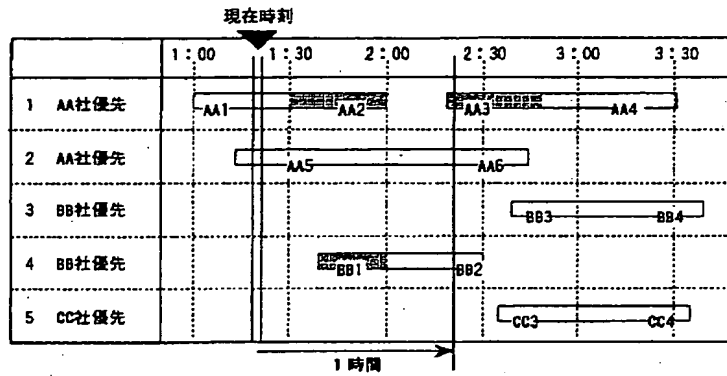 現在時刻
1:00 1:30 2:00 2:30 3:00 3:30
1 AA社優先 AA1 AA2 AA3 AA4
2 AA社優先 AA5 AA6
3 BB社優先 BB3 BB4
4 BB社優先 BB1 BB2
5 CC社優先 CC3 CC4
1時間